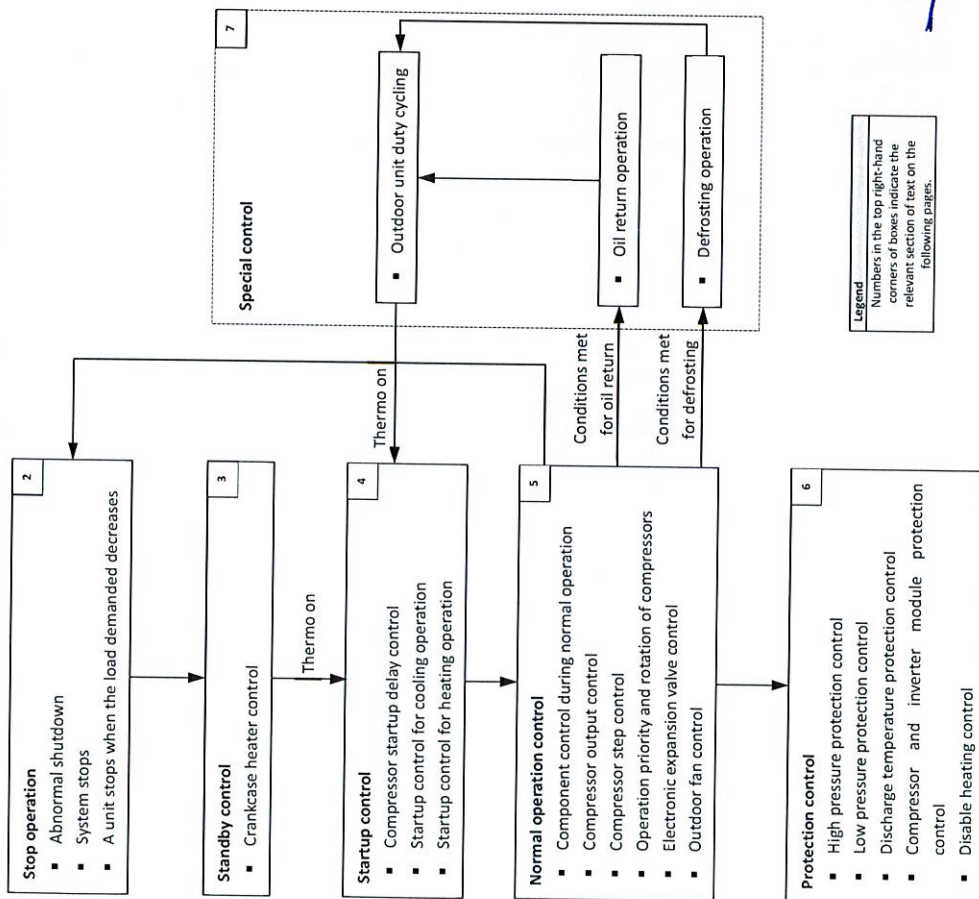 2
Stop operation
▪ Abnormal shutdown
▪ System stops
▪ A unit stops when the load demanded decreases
3
Standby control
▪ Crankcase heater control
Thermo on
4
Startup control
▪ Compressor startup delay control
▪ Startup control for cooling operation
▪ Startup control for heating operation
Thermo on
5
Normal operation control
▪ Component control during normal operation
▪ Compressor output control
▪ Compressor step control
▪ Operation priority and rotation of compressors
▪ Electronic expansion valve control
▪ Outdoor fan control
Conditions met
for oil return
Conditions met
for defrosting
6
Protection control
▪ High pressure protection control
▪ Low pressure protection control
▪ Discharge temperature protection control
▪ Compressor and inverter module protection
control
▪ Disable heating control
7
Special control
▪ Outdoor unit duty cycling
▪ Oil return operation
▪ Defrosting operation
Legend
Numbers in the top right-hand
corners of boxes indicate the
relevant section of text on the
following pages.